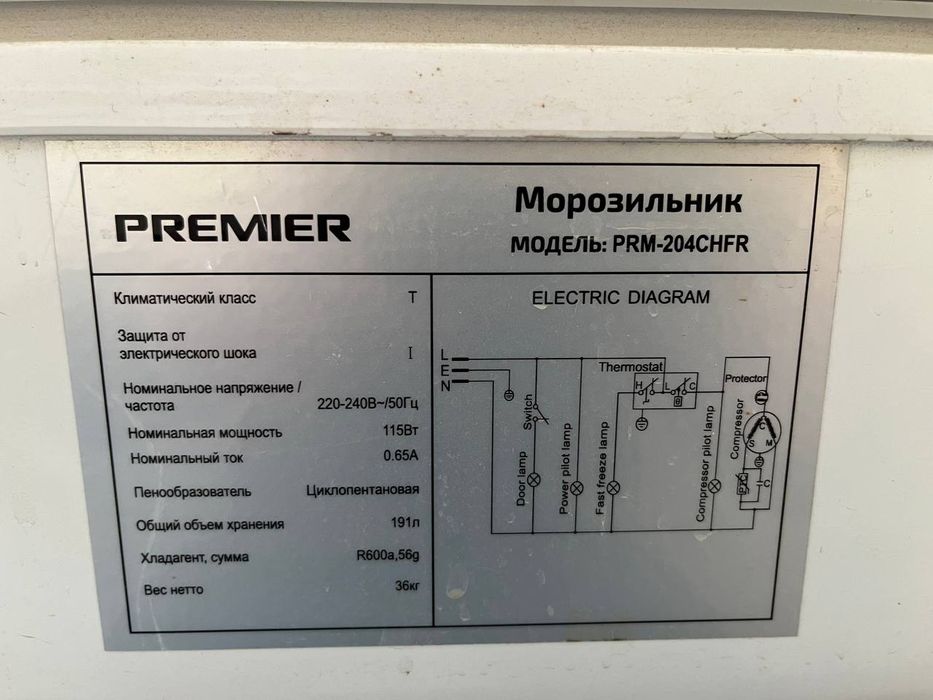 PREMIER
Морозильник
МОДЕЛЬ: PRM-204CHFR
Климатический класс T
Защита от
электрического шока I
Номинальное напряжение /
частота 220-240В~/50Гц
Номинальная мощность 115Вт
Номинальный ток 0.65А
Пенообразователь Циклопентановая
Общий объем хранения 191л
Хладагент, сумма R600a,56g
Вес нетто 36кг
ELECTRIC DIAGRAM
L
E
N
Switch
Door lamp
Power pilot lamp
Fast freeze lamp
Thermostat
H L C
Compressor pilot lamp
Protector
Compressor
C
S M
PTC
C